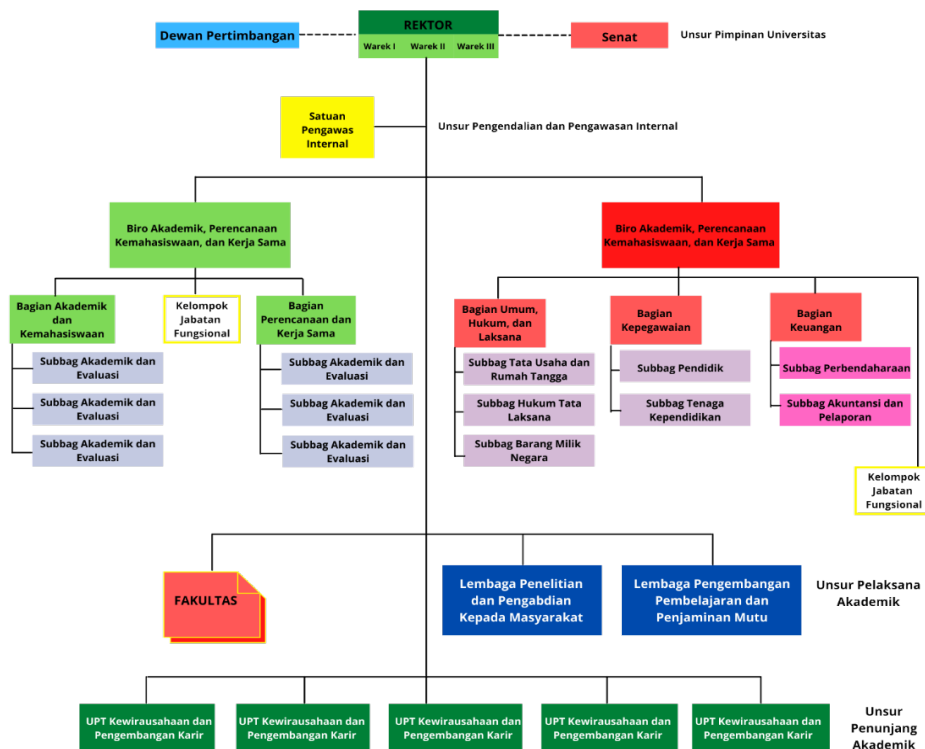 REKTOR
Dewan Pertimbangan
Warek I
Warek II
Warek III
Senat
Unsur Pimpinan Universitas
Satuan
Pengawas
Internal
Unsur Pengendalian dan Pengawasan Internal
Biro Akademik, Perencanaan
Kemahasiswaan, dan Kerja Sama
Biro Akademik, Perencanaan
Kemahasiswaan, dan Kerja Sama
Bagian Akademik
dan
Kemahasiswaan
Kelompok
Jabatan
Fungsional
Bagian
Perencanaan dan
Kerja Sama
Bagian Umum,
Hukum, dan
Laksana
Bagian
Kepegawaian
Bagian
Keuangan
Subbag Akademik dan
Evaluasi
Subbag Akademik dan
Evaluasi
Subbag Akademik dan
Evaluasi
Subbag Akademik dan
Evaluasi
Subbag Akademik dan
Evaluasi
Subbag Akademik dan
Evaluasi
Subbag Tata Usaha dan
Rumah Tangga
Subbag Hukum Tata
Laksana
Subbag Barang Milik
Negara
Subbag Pendidik
Subbag Tenaga
Kependidikan
Subbag Perbendaharaan
Subbag Akuntansi dan
Pelaporan
Kelompok
Jabatan
Fungsional
FAKULTAS
Lembaga Penelitian
dan Pengabdian
Kepada Masyarakat
Lembaga Pengembangan
Pembelajaran dan
Penjaminan Mutu
Unsur Pelaksana
Akademik
UPT Kewirausahaan dan
Pengembangan Karir
UPT Kewirausahaan dan
Pengembangan Karir
UPT Kewirausahaan dan
Pengembangan Karir
UPT Kewirausahaan dan
Pengembangan Karir
UPT Kewirausahaan dan
Pengembangan Karir
Unsur
Penunjang
Akademik